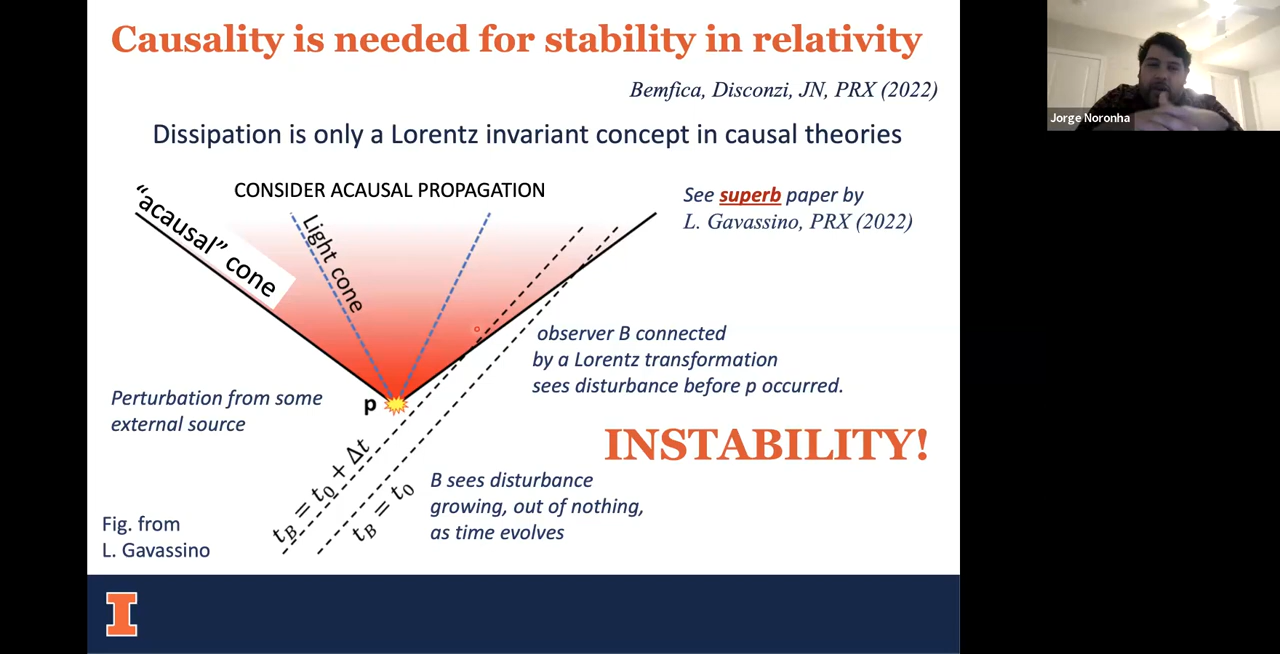 Causality is needed for stability in relativity
Bemfica, Disconzi, JN, PRX (2022)
Jorge Noronha
Dissipation is only a Lorentz invariant concept in causal theories
CONSIDER ACAUSAL PROPAGATION
"acausal" cone
Light cone
See superb paper by
L. Gavassino, PRX (2022)
observer B connected
by a Lorentz transformation
sees disturbance before p occurred.
Perturbation from some
external source
p
INSTABILITY!
t_B = t_0 + Δt
t_B = t_0
B sees disturbance
growing, out of nothing,
as time evolves
Fig. from
L. Gavassino
I